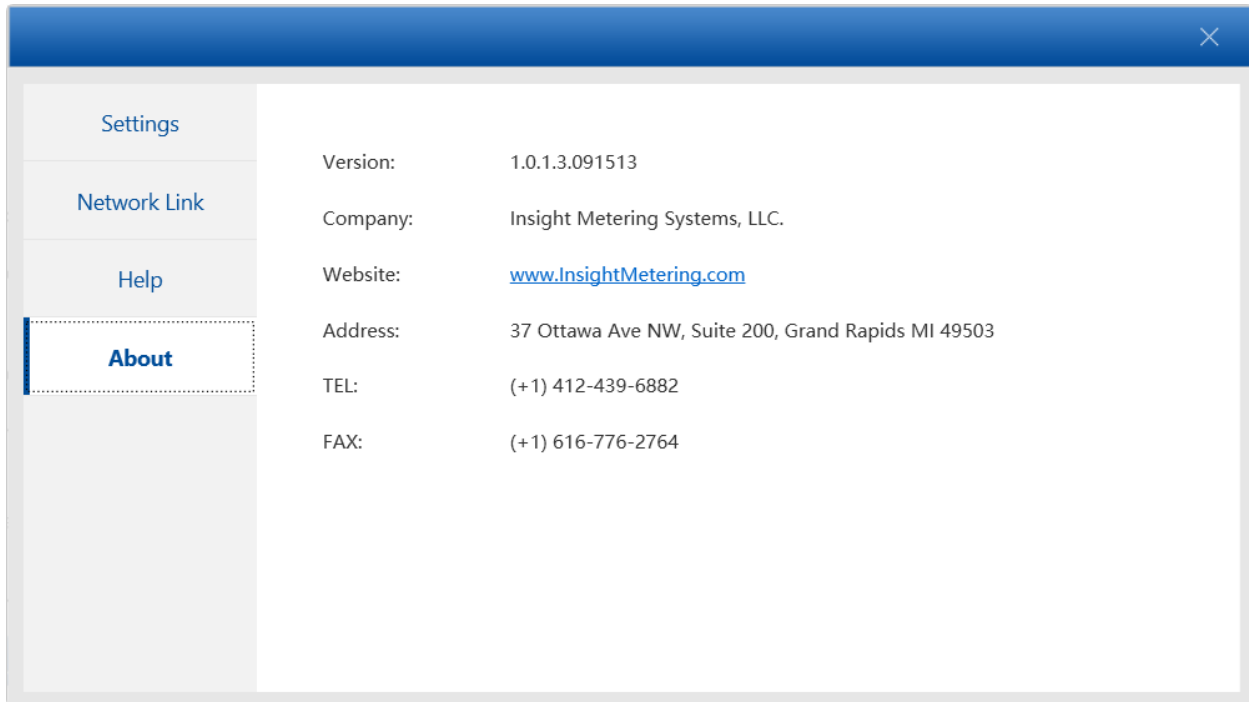 Settings
Network Link
Help
About
Version: 1.0.1.3.091513
Company: Insight Metering Systems, LLC.
Website: www.InsightMetering.com
Address: 37 Ottawa Ave NW, Suite 200, Grand Rapids MI 49503
TEL: (+1) 412-439-6882
FAX: (+1) 616-776-2764